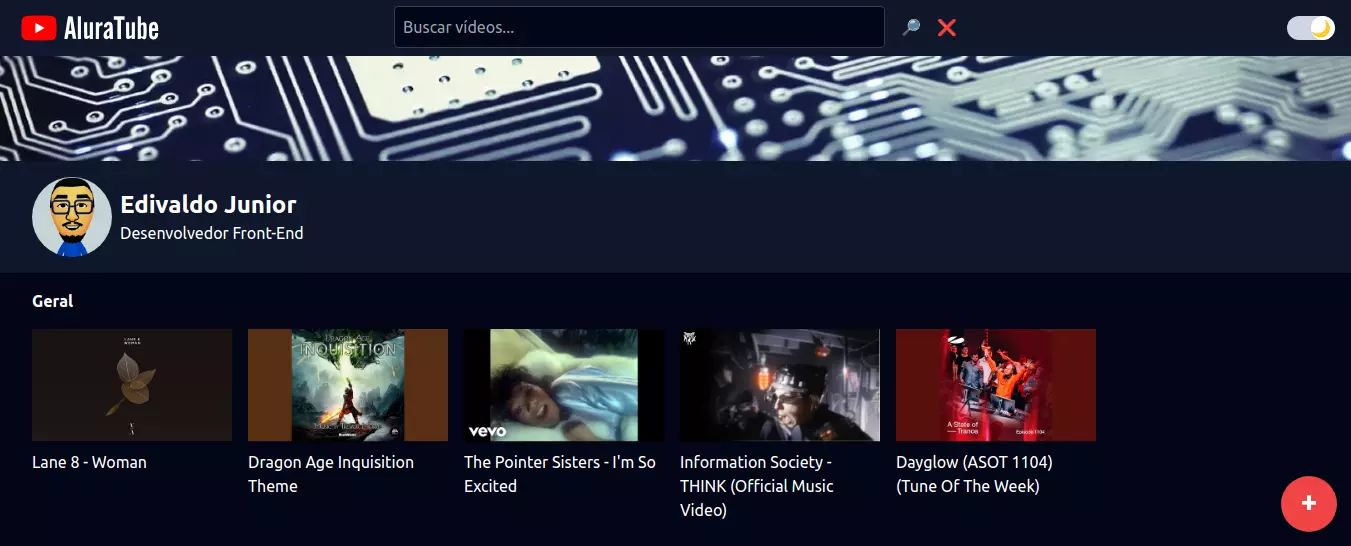 AluraTube
Buscar vídeos...
Edivaldo Junior
Desenvolvedor Front-End
Geral
LANE 8
WOMAN
DRAGON AGE
INQUISITION
vevo
A State of
Trance
Episode 1104
Lane 8 - Woman
Dragon Age Inquisition
Theme
The Pointer Sisters - I'm So
Excited
Information Society -
THINK (Official Music
Video)
Dayglow (ASOT 1104)
(Tune Of The Week)
+